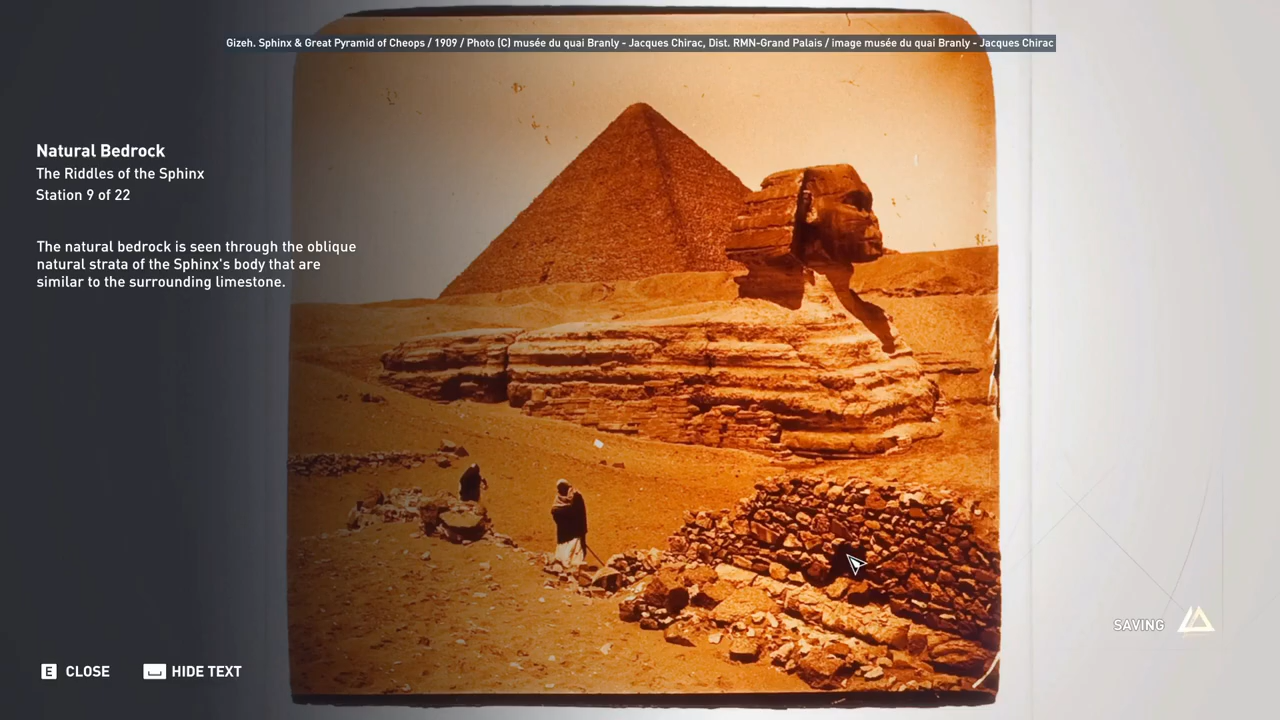 Gizeh. Sphinx & Great Pyramid of Cheops / 1909 / Photo (C) musée du quai Branly - Jacques Chirac, Dist. RMN-Grand Palais / image musée du quai Branly - Jacques Chirac
Natural Bedrock
The Riddles of the Sphinx
Station 9 of 22
The natural bedrock is seen through the oblique
natural strata of the Sphinx's body that are
similar to the surrounding limestone.
SAVING
E CLOSE HIDE TEXT